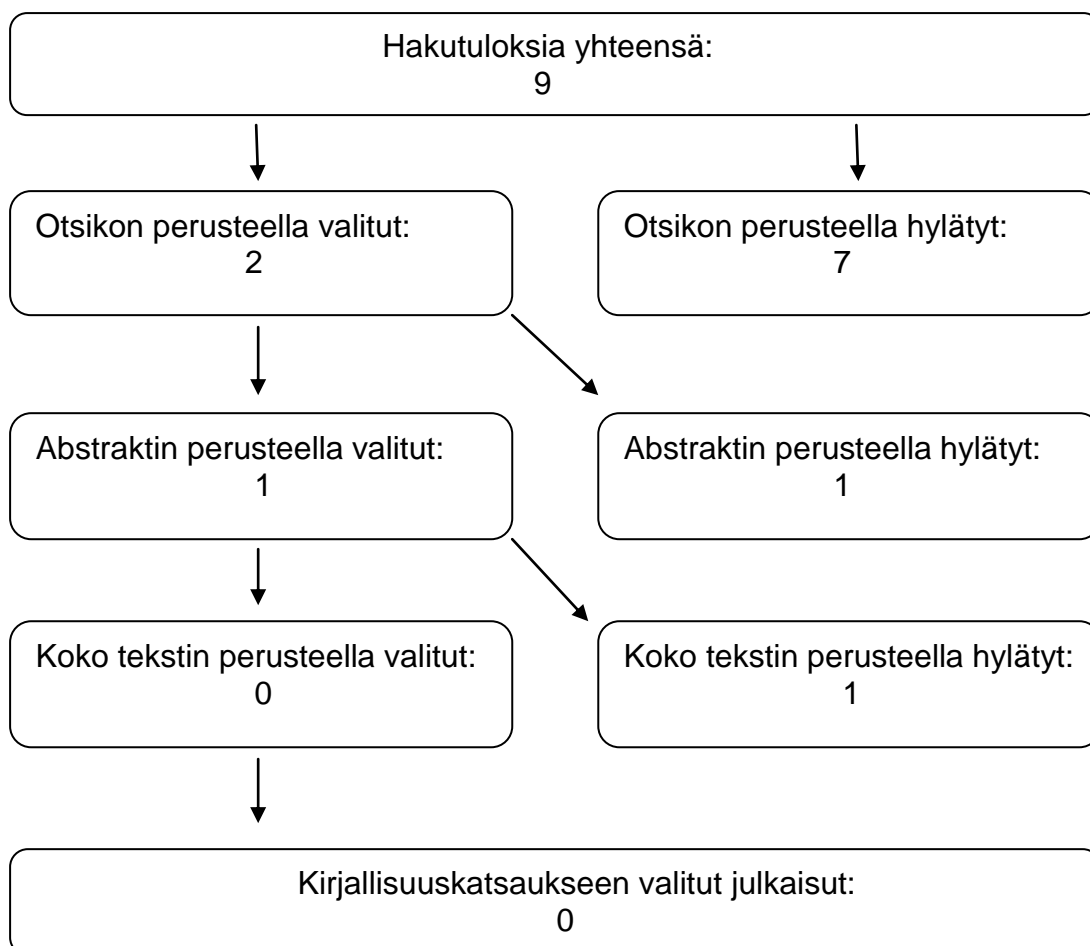 Hakutuloksia yhteensä:
9
Otsikon perusteella valitut:
2
Otsikon perusteella hylätyt:
7
Abstraktin perusteella valitut:
1
Abstraktin perusteella hylätyt:
1
Koko tekstin perusteella valitut:
0
Koko tekstin perusteella hylätyt:
1
Kirjallisuuskatsaukseen valitut julkaisut:
0